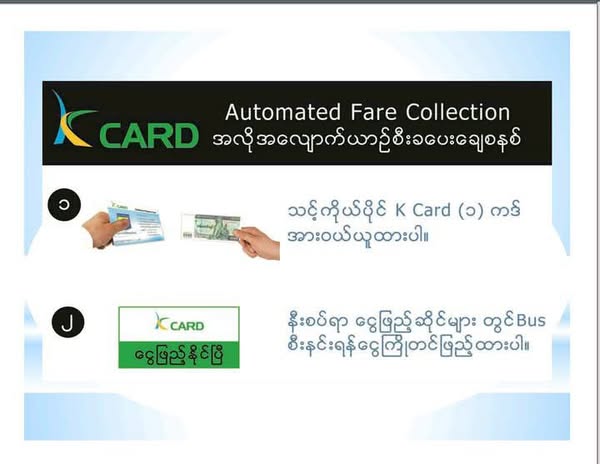 K CARD
Automated Fare Collection
အလိုအလျောက်ယာဉ်စီးခပေးချေစနစ်
၁
သင့်ကိုယ်ပိုင် K Card (၁) ကဒ်
အားဝယ်ယူထားပါ။
၂
K CARD
ငွေဖြည့်နိုင်ပြီ
နီးစပ်ရာ ငွေဖြည့်ဆိုင်များ တွင်Bus
စီးနင်းရန်ငွေကြိုတင်ဖြည့်ထားပါ။